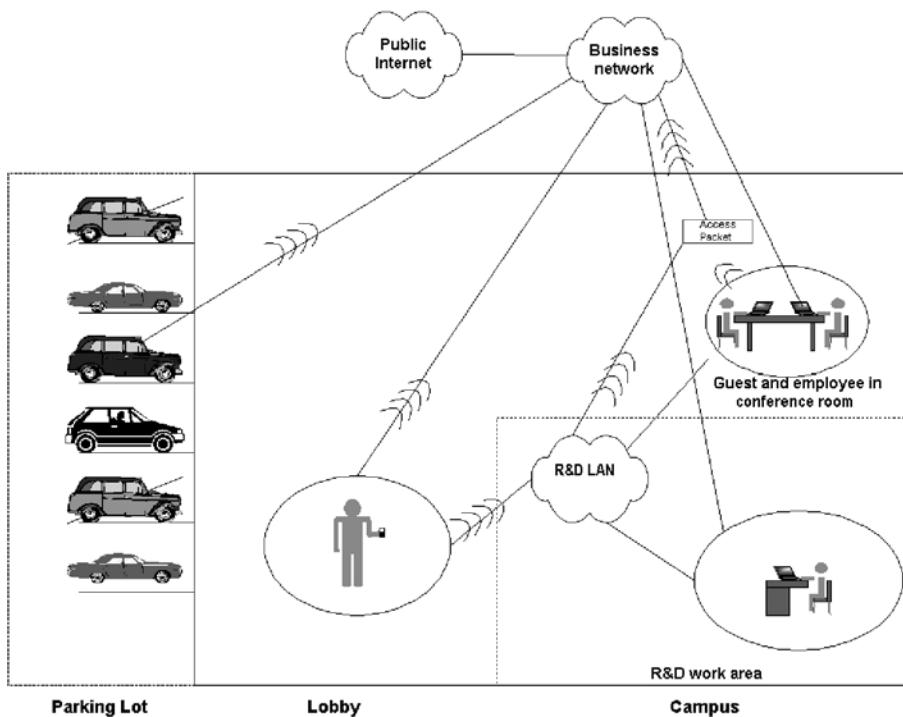 Public
Internet
Business
network
Access
Packet
Guest and employee in
conference room
R&D LAN
R&D work area
Parking Lot
Lobby
Campus